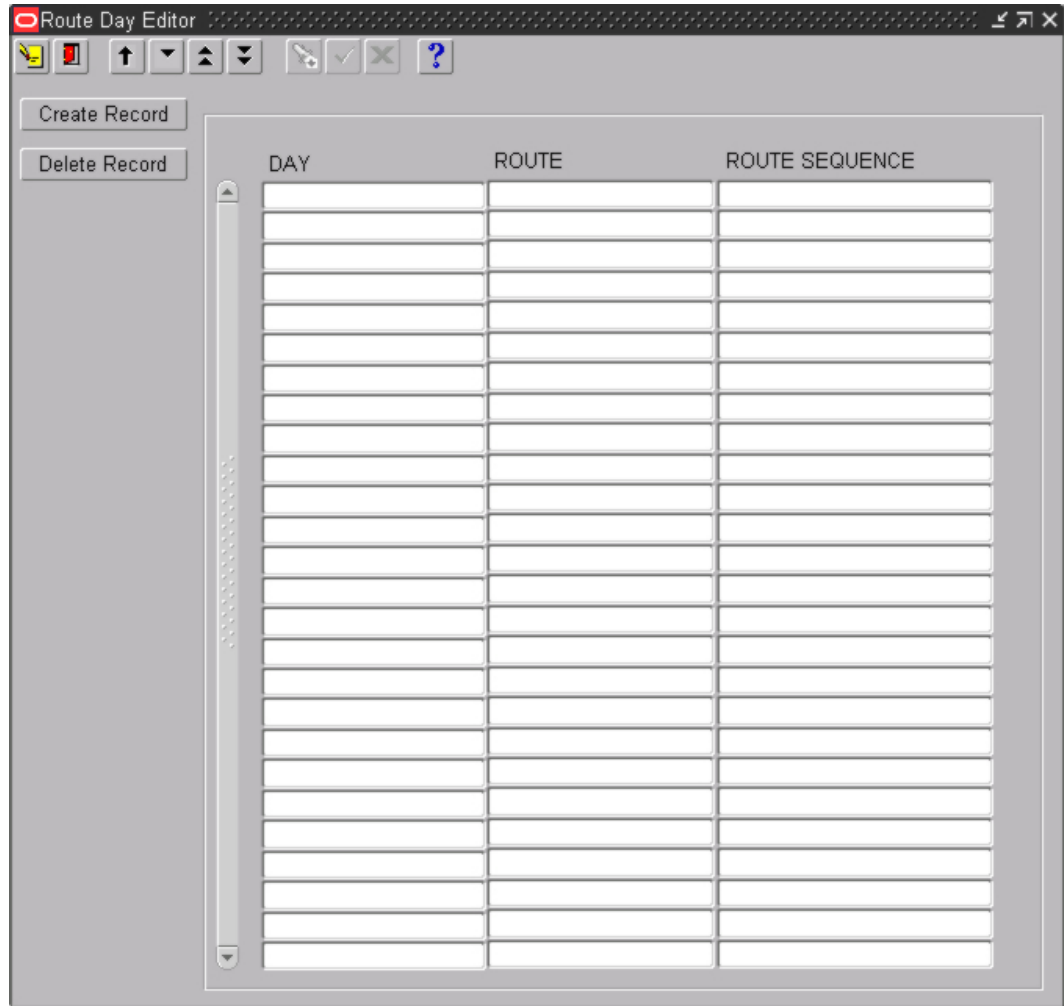 Route Day Editor
?
Create Record
Delete Record
DAY ROUTE ROUTE SEQUENCE